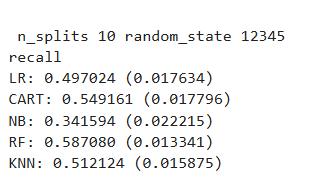 n_splits 10 random_state 12345
recall
LR: 0.497024 (0.017634)
CART: 0.549161 (0.017796)
NB: 0.341594 (0.022215)
RF: 0.587080 (0.013341)
KNN: 0.512124 (0.015875)